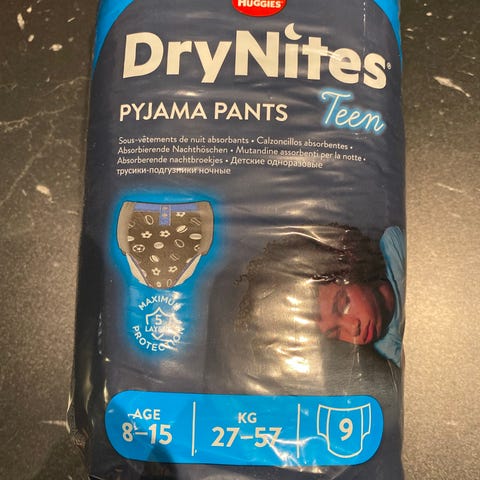 HUGGIES
DryNites®
PYJAMA PANTS Teen
Sous-vêtements de nuit absorbants • Calzoncillos absorbentes •
Absorbierende Nachthöschen • Mutandine assorbenti per la notte •
Absorberende nachtbroekjes • Детские одноразовые
трусики-подгузники ночные
MAXIMUM
5
LAYER
PROTECTION
AGE
8–15
KG
27–57
9